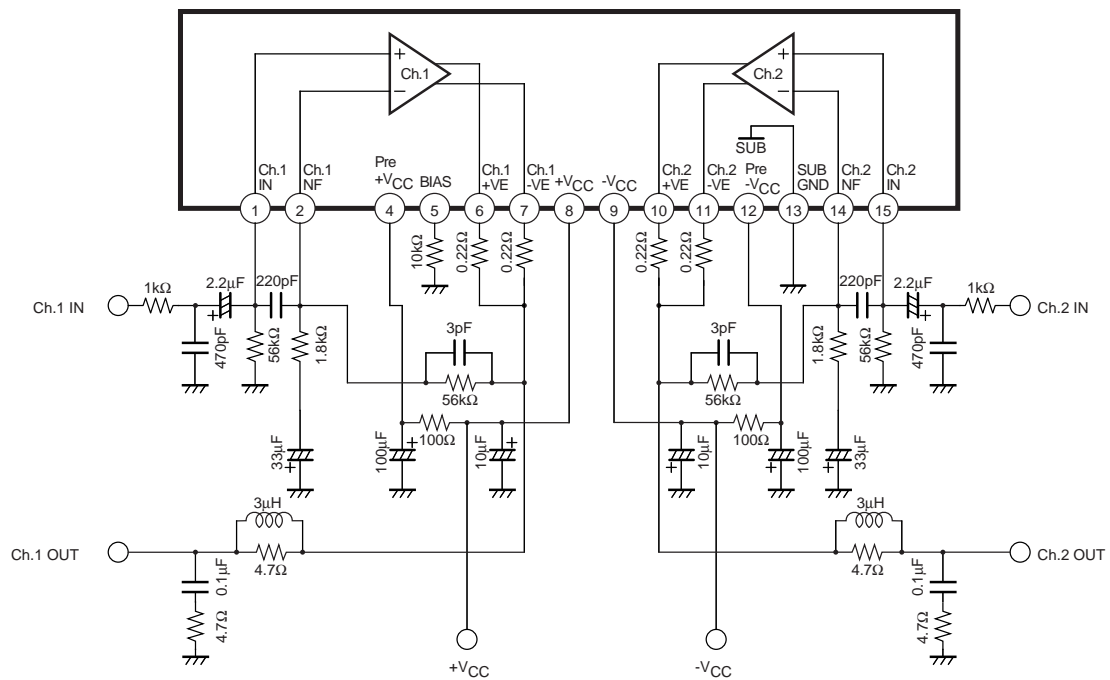 +
−
Ch.1
+
−
Ch.2
SUB
Ch.1 IN
Ch.1 NF
Pre +VCC
BIAS
Ch.1 +VE
Ch.1 -VE
+VCC
-VCC
Ch.2 +VE
Ch.2 -VE
Pre -VCC
SUB GND
Ch.2 NF
Ch.2 IN
1
2
4
5
6
7
8
9
10
11
12
13
14
15
10kΩ
0.22Ω
0.22Ω
0.22Ω
0.22Ω
Ch.1 IN
1kΩ
2.2µF
+
220pF
470pF
56kΩ
1.8kΩ
3pF
56kΩ
3pF
56kΩ
1.8kΩ
220pF
56kΩ
2.2µF
+
470pF
1kΩ
Ch.2 IN
33µF
+
100µF
+
100Ω
10µF
+
10µF
+
100Ω
100µF
+
33µF
+
Ch.1 OUT
3µH
4.7Ω
0.1µF
4.7Ω
3µH
4.7Ω
0.1µF
4.7Ω
Ch.2 OUT
+VCC
-VCC